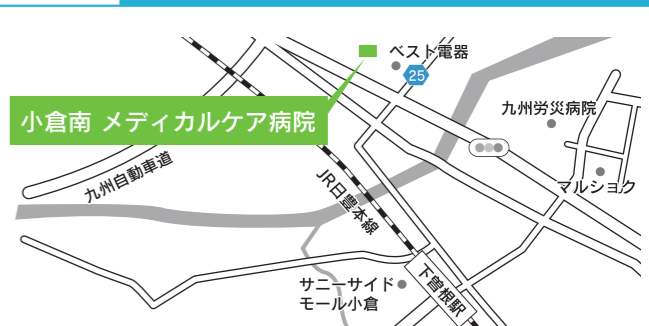 ベスト電器
25
小倉南 メディカルケア病院
九州労災病院
九州自動車道
マルショク
JR日豊本線
下曽根駅
サニーサイド
モール小倉